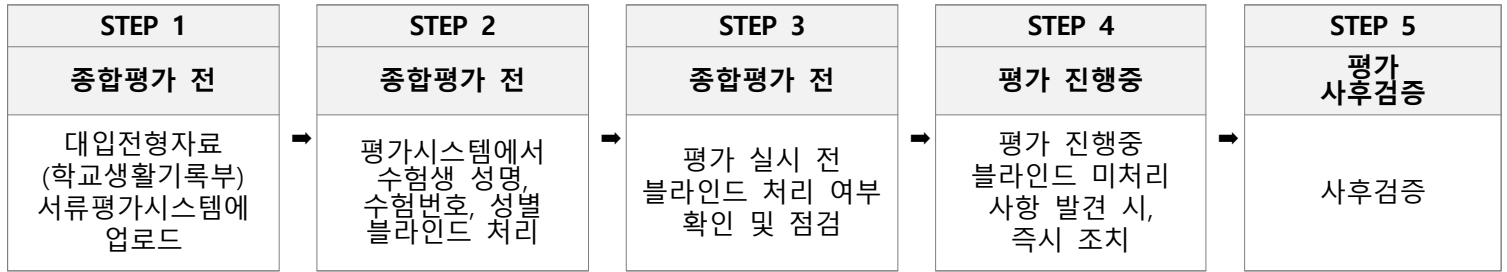 STEP 1
종합평가 전
대입전형자료
(학교생활기록부)
서류평가시스템에
업로드
➡
STEP 2
종합평가 전
평가시스템에서
수험생 성명,
수험번호, 성별
블라인드 처리
➡
STEP 3
종합평가 전
평가 실시 전
블라인드 처리 여부
확인 및 점검
➡
STEP 4
평가 진행중
평가 진행중
블라인드 미처리
사항 발견 시,
즉시 조치
➡
STEP 5
평가
사후검증
사후검증